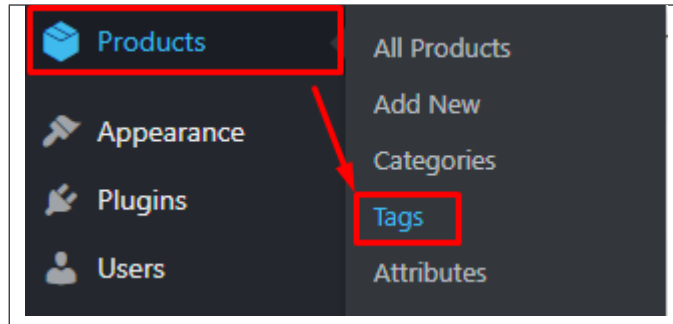 Products
Appearance
Plugins
Users
All Products
Add New
Categories
Tags
Attributes